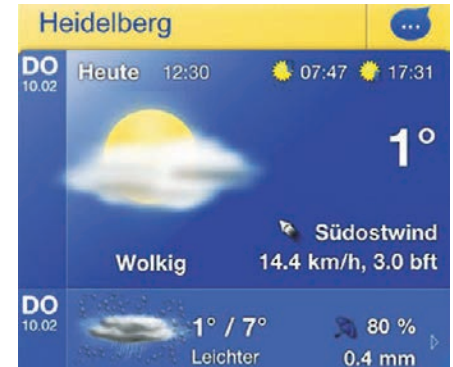 Heidelberg
DO
10.02
Heute 12:30 07:47 17:31
1°
Südostwind
Wolkig 14.4 km/h, 3.0 bft
DO
10.02
1° / 7° 80 %
Leichter 0.4 mm